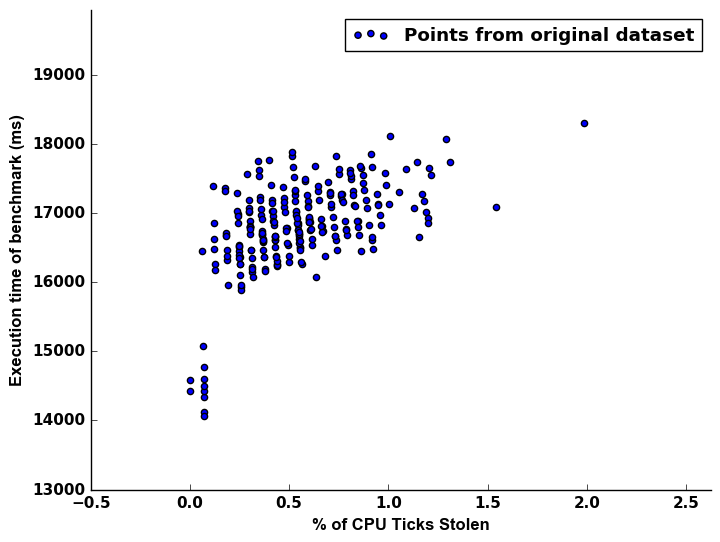 Points from original dataset
19000
18000
17000
16000
15000
14000
13000
Execution time of benchmark (ms)
−0.5 0.0 0.5 1.0 1.5 2.0 2.5
% of CPU Ticks Stolen